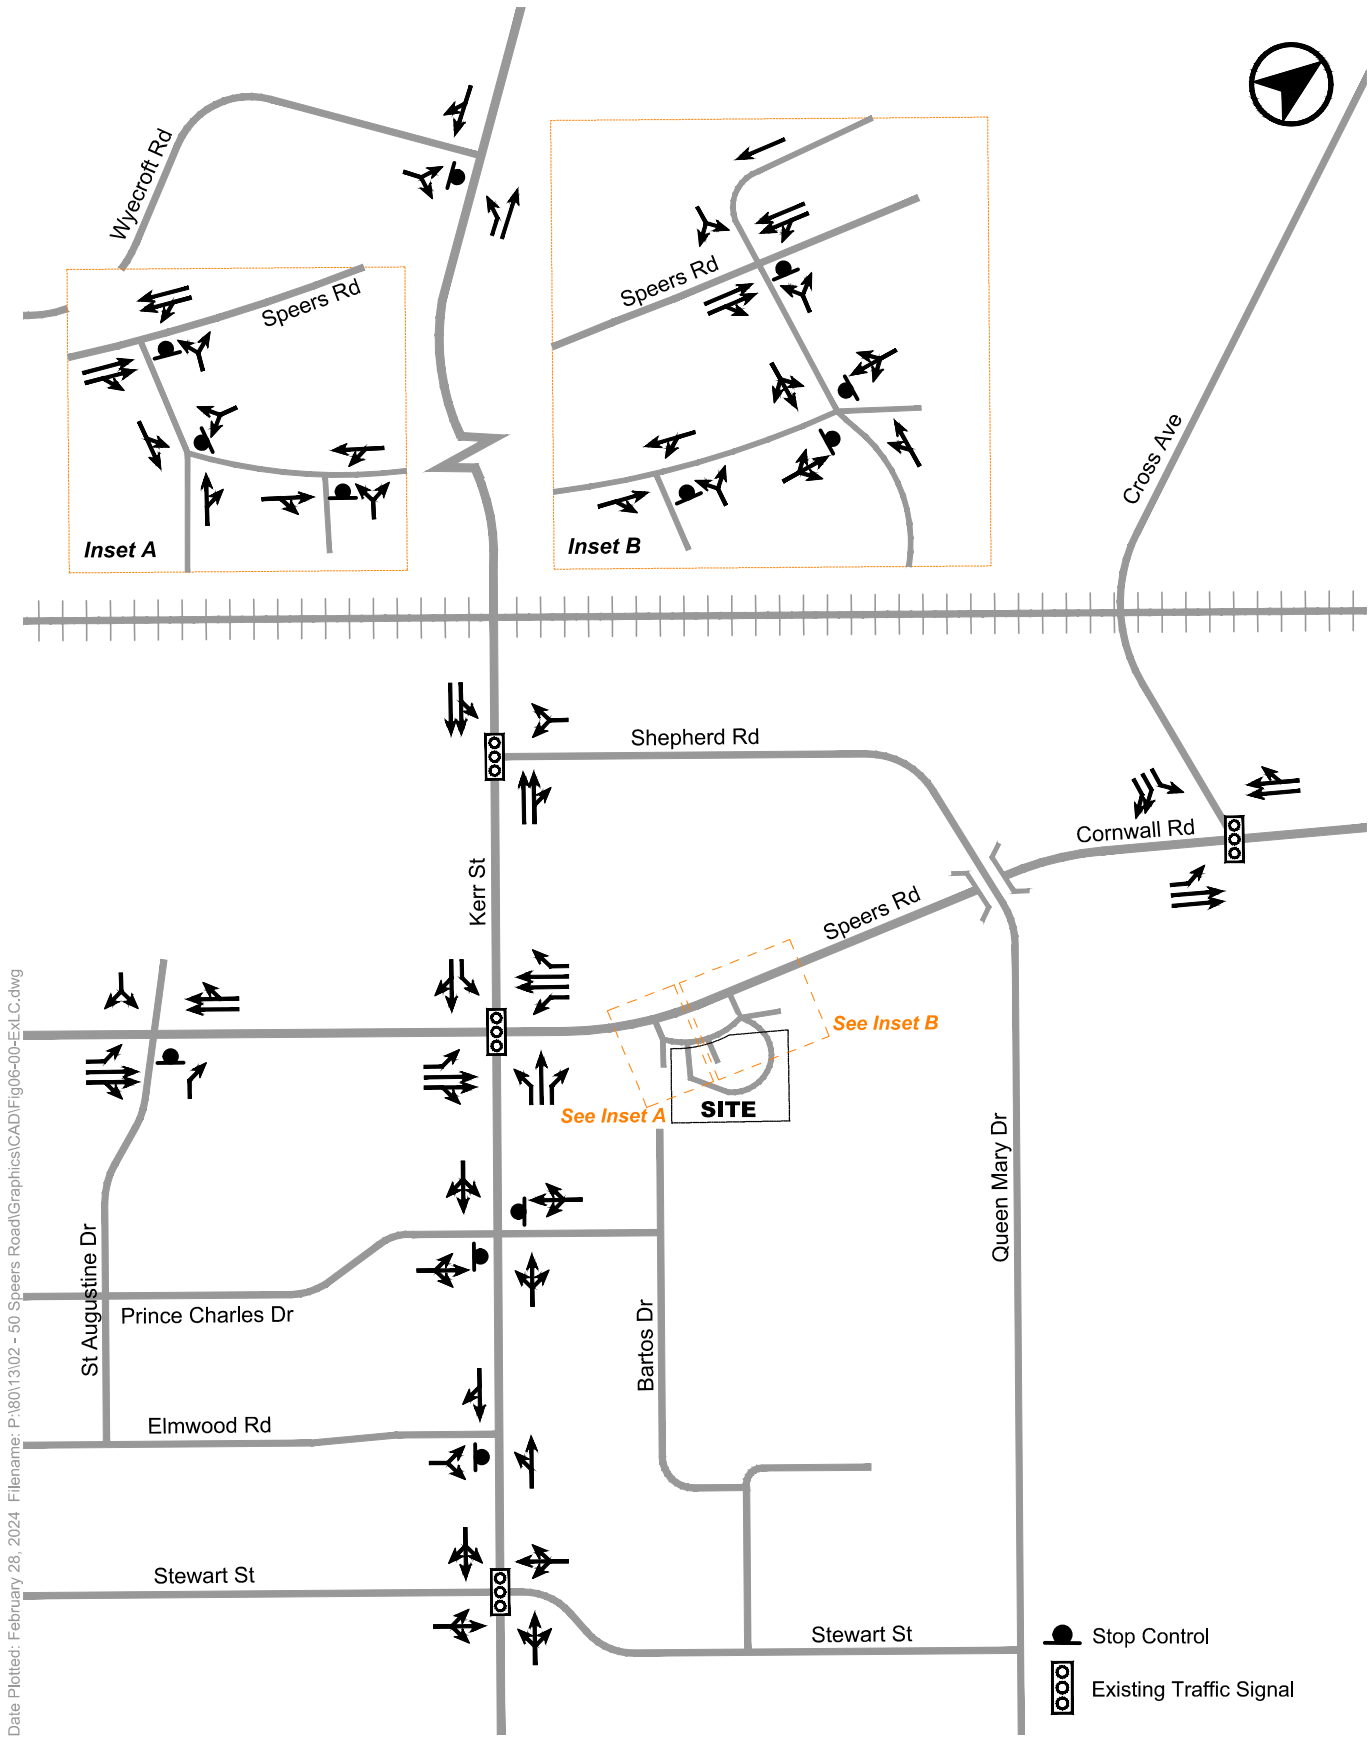 Wyecroft Rd
Speers Rd
Inset A
Speers Rd
Inset B
Cross Ave
Shepherd Rd
Kerr St
Cornwall Rd
Speers Rd
See Inset B
See Inset A
SITE
Queen Mary Dr
St Augustine Dr
Prince Charles Dr
Bartos Dr
Elmwood Rd
Stewart St
Stewart St
Stop Control
Existing Traffic Signal
Date Plotted: February 28, 2024 Filename: P:\80\13\02 - 50 Speers Road\Graphics\CAD\Fig06-00-ExLC.dwg